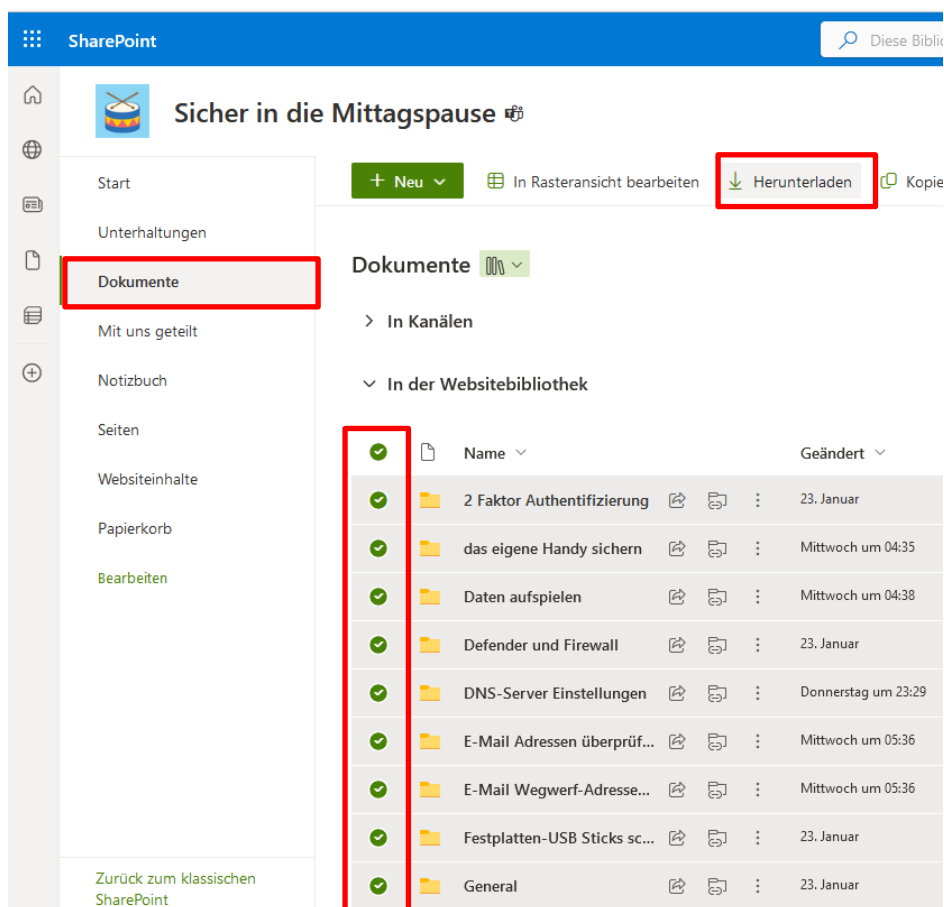 SharePoint
Diese Biblio
Sicher in die Mittagspause
Start
Unterhaltungen
Dokumente
Mit uns geteilt
Notizbuch
Seiten
Websiteinhalte
Papierkorb
Bearbeiten
Zurück zum klassischen
SharePoint
Neu
In Rasteransicht bearbeiten
Herunterladen
Kopie
Dokumente
In Kanälen
In der Websitebibliothek
Name Geändert
2 Faktor Authentifizierung 23. Januar
das eigene Handy sichern Mittwoch um 04:35
Daten aufspielen Mittwoch um 04:38
Defender und Firewall 23. Januar
DNS-Server Einstellungen Donnerstag um 23:29
E-Mail Adressen überprüf... Mittwoch um 05:36
E-Mail Wegwerf-Adresse... Mittwoch um 05:36
Festplatten-USB Sticks sc... 23. Januar
General 23. Januar